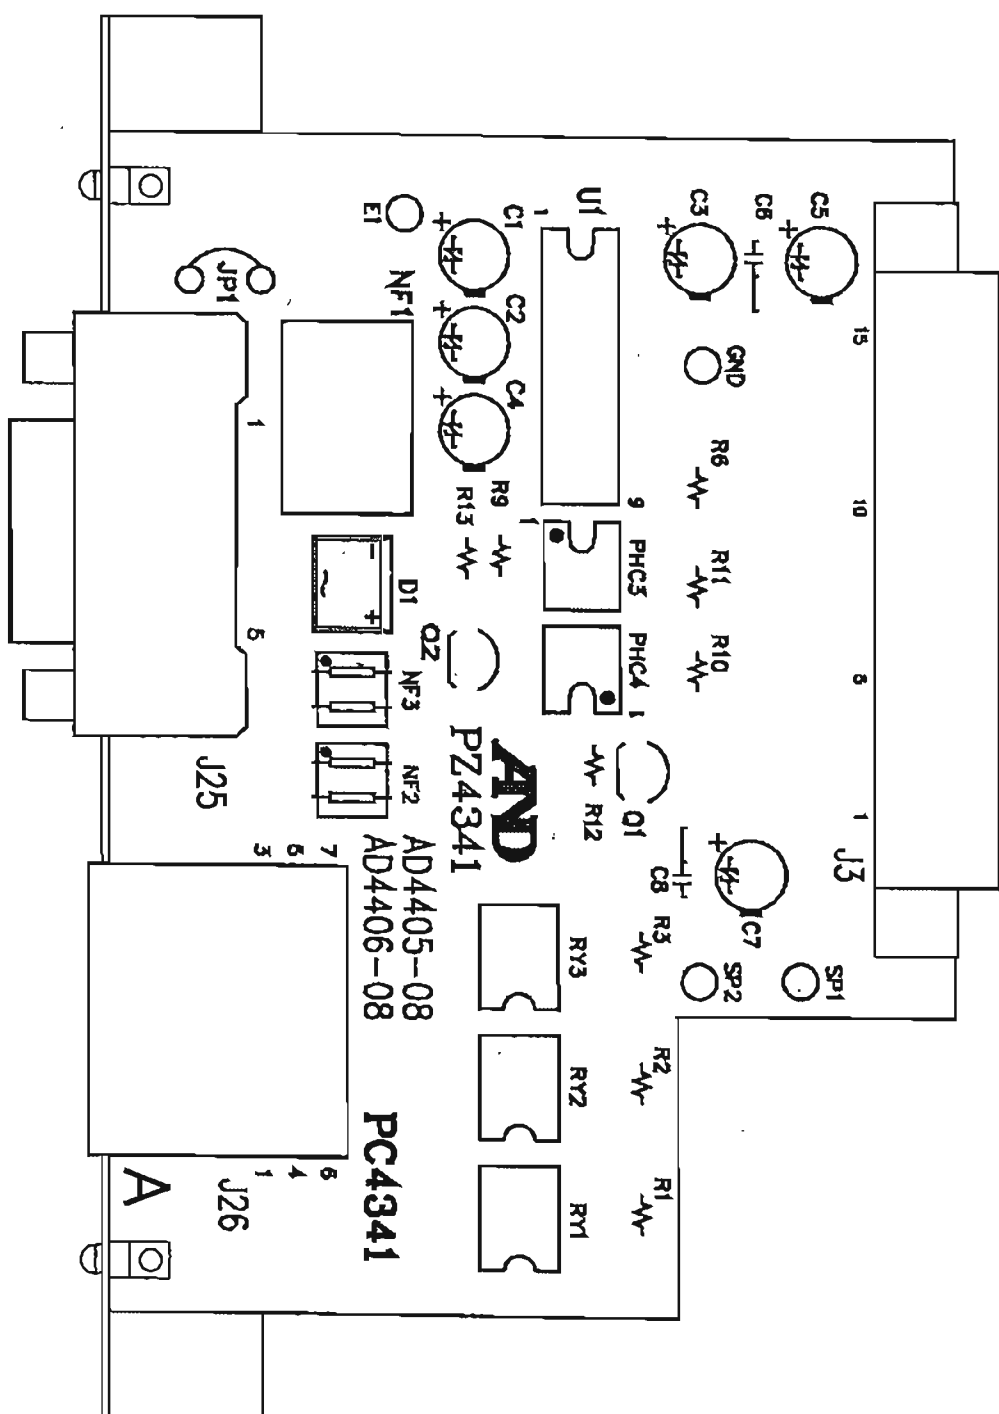 C5
C6
C3
U1
1
C1
E1
JP1
NF1
C2
C4
GND
15
10
8
1
J3
R6
R11
R10
9
1
PHC3
PHC4
1
R9
R13
D1
Q2
NF3
NF2
1
5
J25
AND
PZ4341
AD4405-08
AD4406-08
R12
Q1
C8
C7
R3
SP2
SP1
RY3
R2
RY2
R1
RY1
PC4341
7
5
3
6
4
1
J26
A